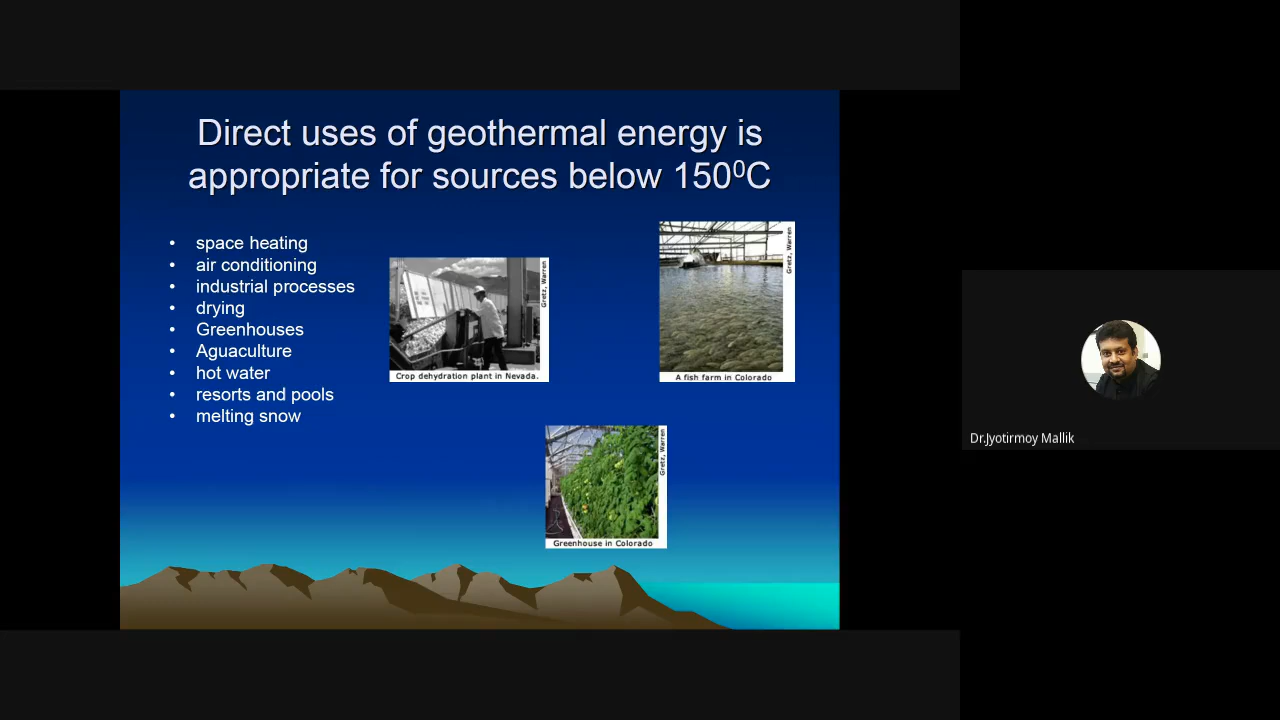 Direct uses of geothermal energy is
appropriate for sources below 150⁰C
• space heating
• air conditioning
• industrial processes
• drying
• Greenhouses
• Aguaculture
• hot water
• resorts and pools
• melting snow
Gretz, Warren
Crop dehydration plant in Nevada.
Gretz, Warren
A fish farm in Colorado
Gretz, Warren
Greenhouse in Colorado
Dr.Jyotirmoy Mallik